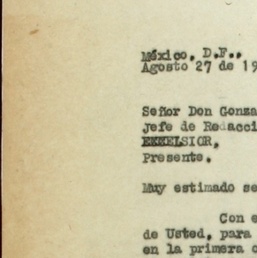 México, D.F.,
Agosto 27 de 19
Señor Don Gonza
Jefe de Redacci
EXCELSIOR,
Presente.
Muy estimado se
Con e
de Usted, para
en la primera c